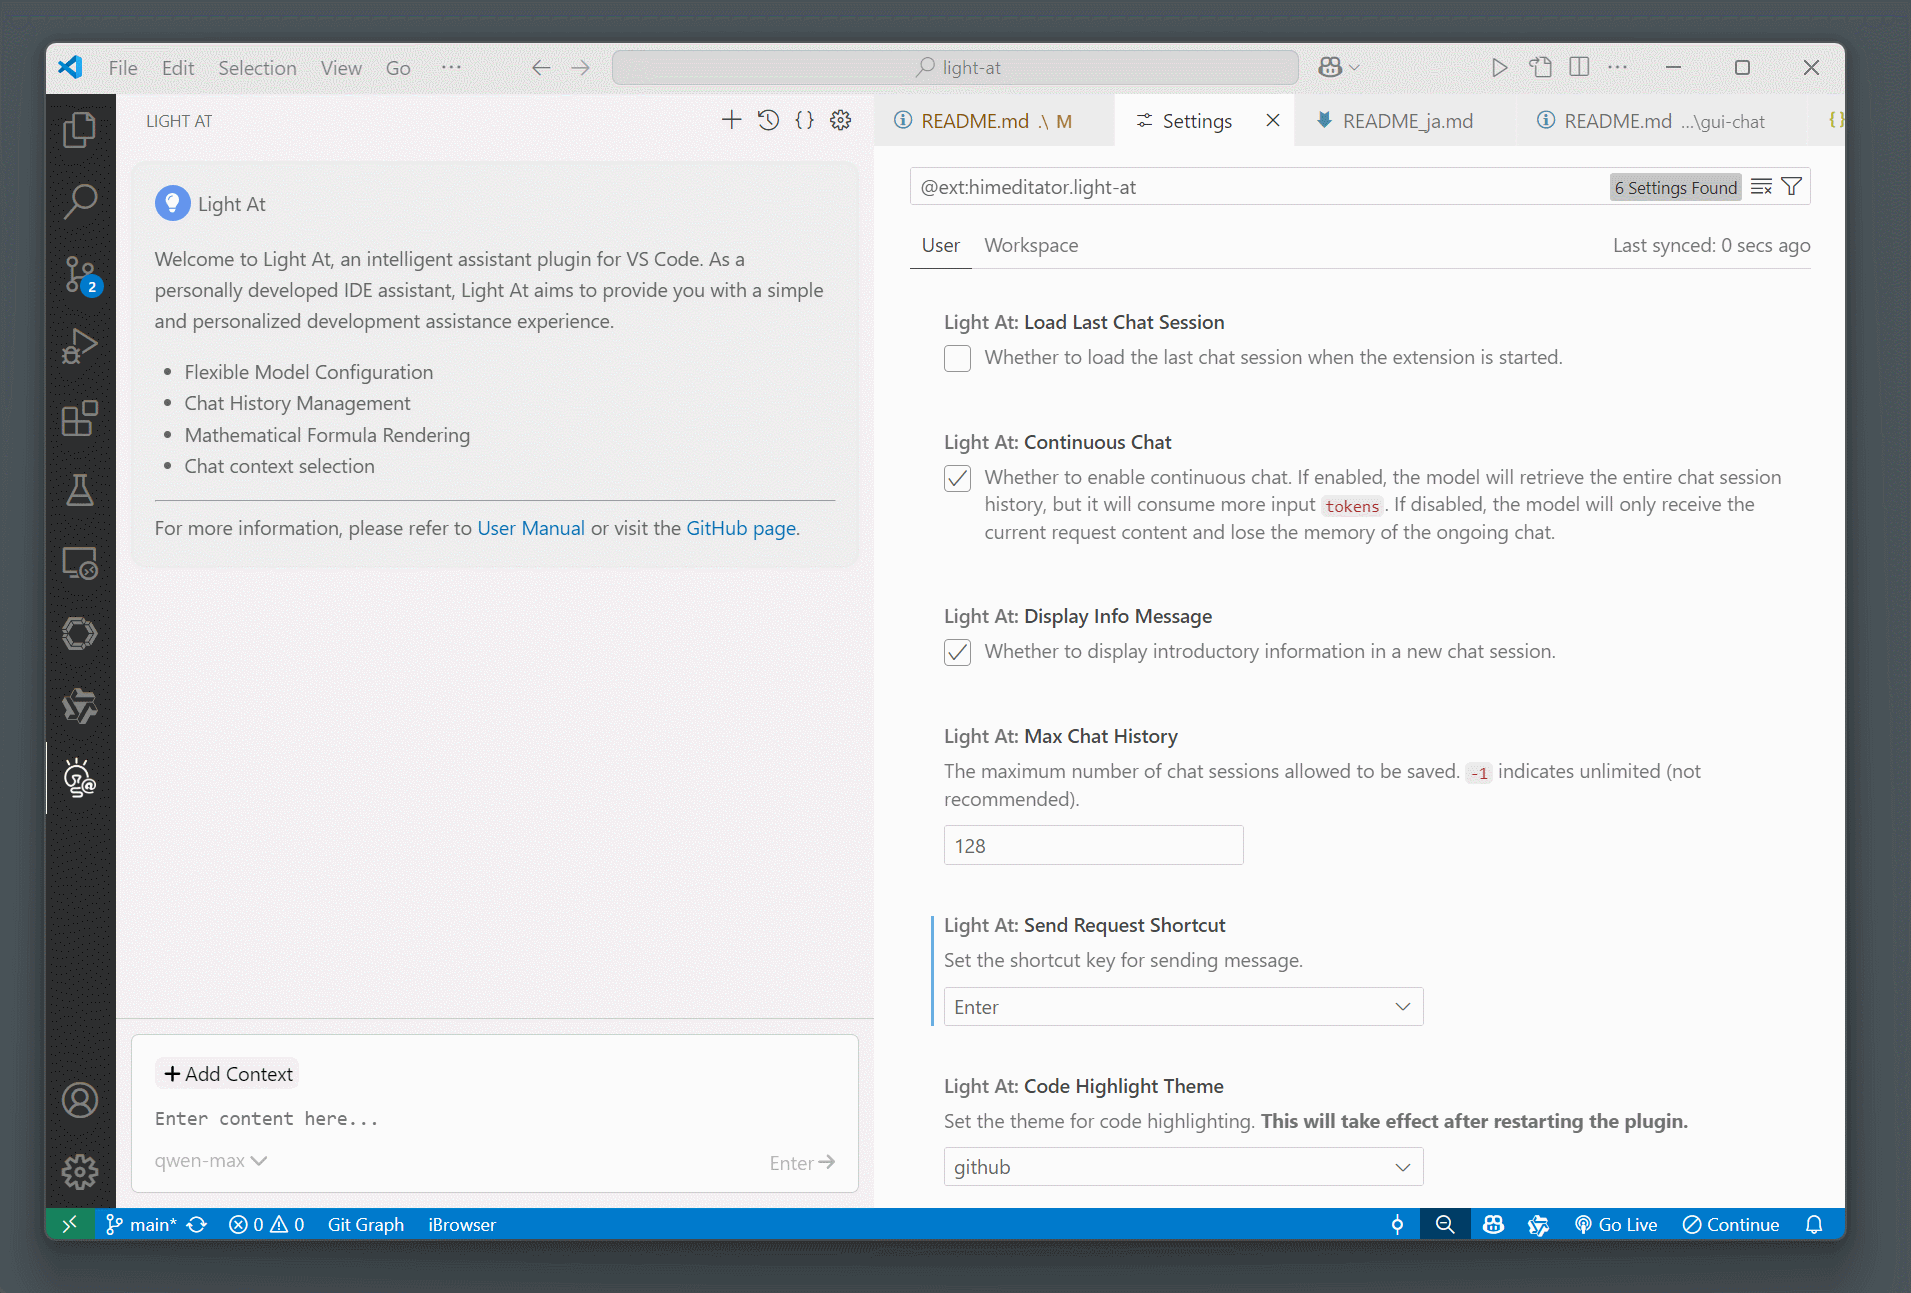 File Edit Selection View Go ···
light-at
LIGHT AT
Light At
Welcome to Light At, an intelligent assistant plugin for VS Code. As a
personally developed IDE assistant, Light At aims to provide you with a simple
and personalized development assistance experience.
• Flexible Model Configuration
• Chat History Management
• Mathematical Formula Rendering
• Chat context selection
For more information, please refer to User Manual or visit the GitHub page.
+ Add Context
Enter content here...
qwen-max
Enter →
README.md .\ M
Settings
README_ja.md
README.md ...\gui-chat
@ext:himeditator.light-at
6 Settings Found
User Workspace
Last synced: 0 secs ago
Light At: Load Last Chat Session
Whether to load the last chat session when the extension is started.
Light At: Continuous Chat
Whether to enable continuous chat. If enabled, the model will retrieve the entire chat session
history, but it will consume more input tokens. If disabled, the model will only receive the
current request content and lose the memory of the ongoing chat.
Light At: Display Info Message
Whether to display introductory information in a new chat session.
Light At: Max Chat History
The maximum number of chat sessions allowed to be saved. -1 indicates unlimited (not
recommended).
128
Light At: Send Request Shortcut
Set the shortcut key for sending message.
Enter
Light At: Code Highlight Theme
Set the theme for code highlighting. This will take effect after restarting the plugin.
github
2
main* 0 0 Git Graph iBrowser
Go Live Continue